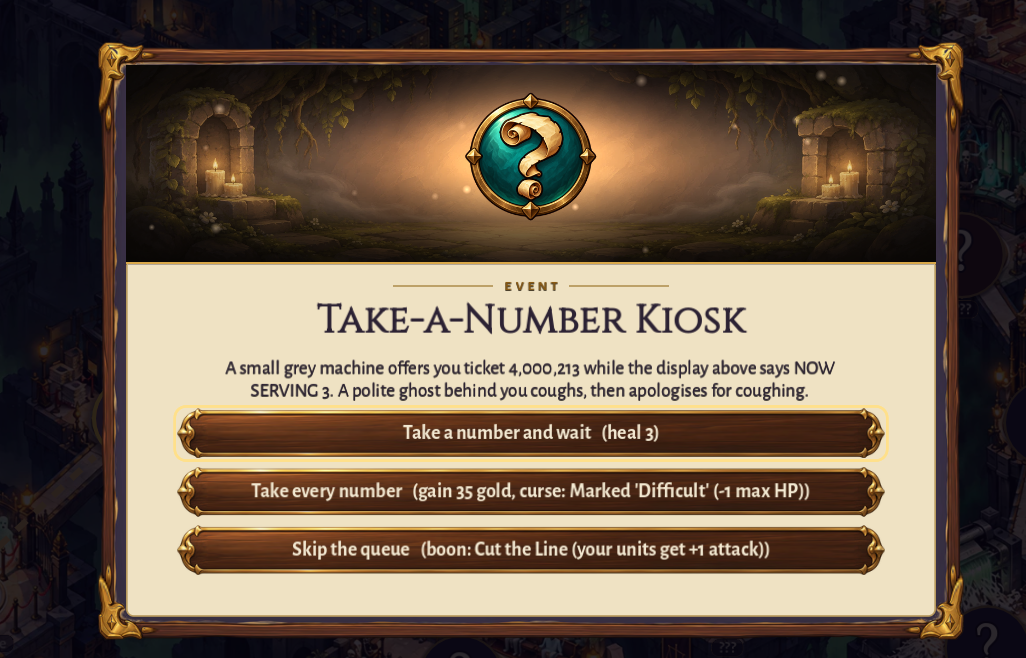 EVENT
Take-a-Number Kiosk
A small grey machine offers you ticket 4,000,213 while the display above says NOW
SERVING 3. A polite ghost behind you coughs, then apologises for coughing.
Take a number and wait (heal 3)
Take every number (gain 35 gold, curse: Marked 'Difficult' (-1 max HP))
Skip the queue (boon: Cut the Line (your units get +1 attack))
?
???
???
?